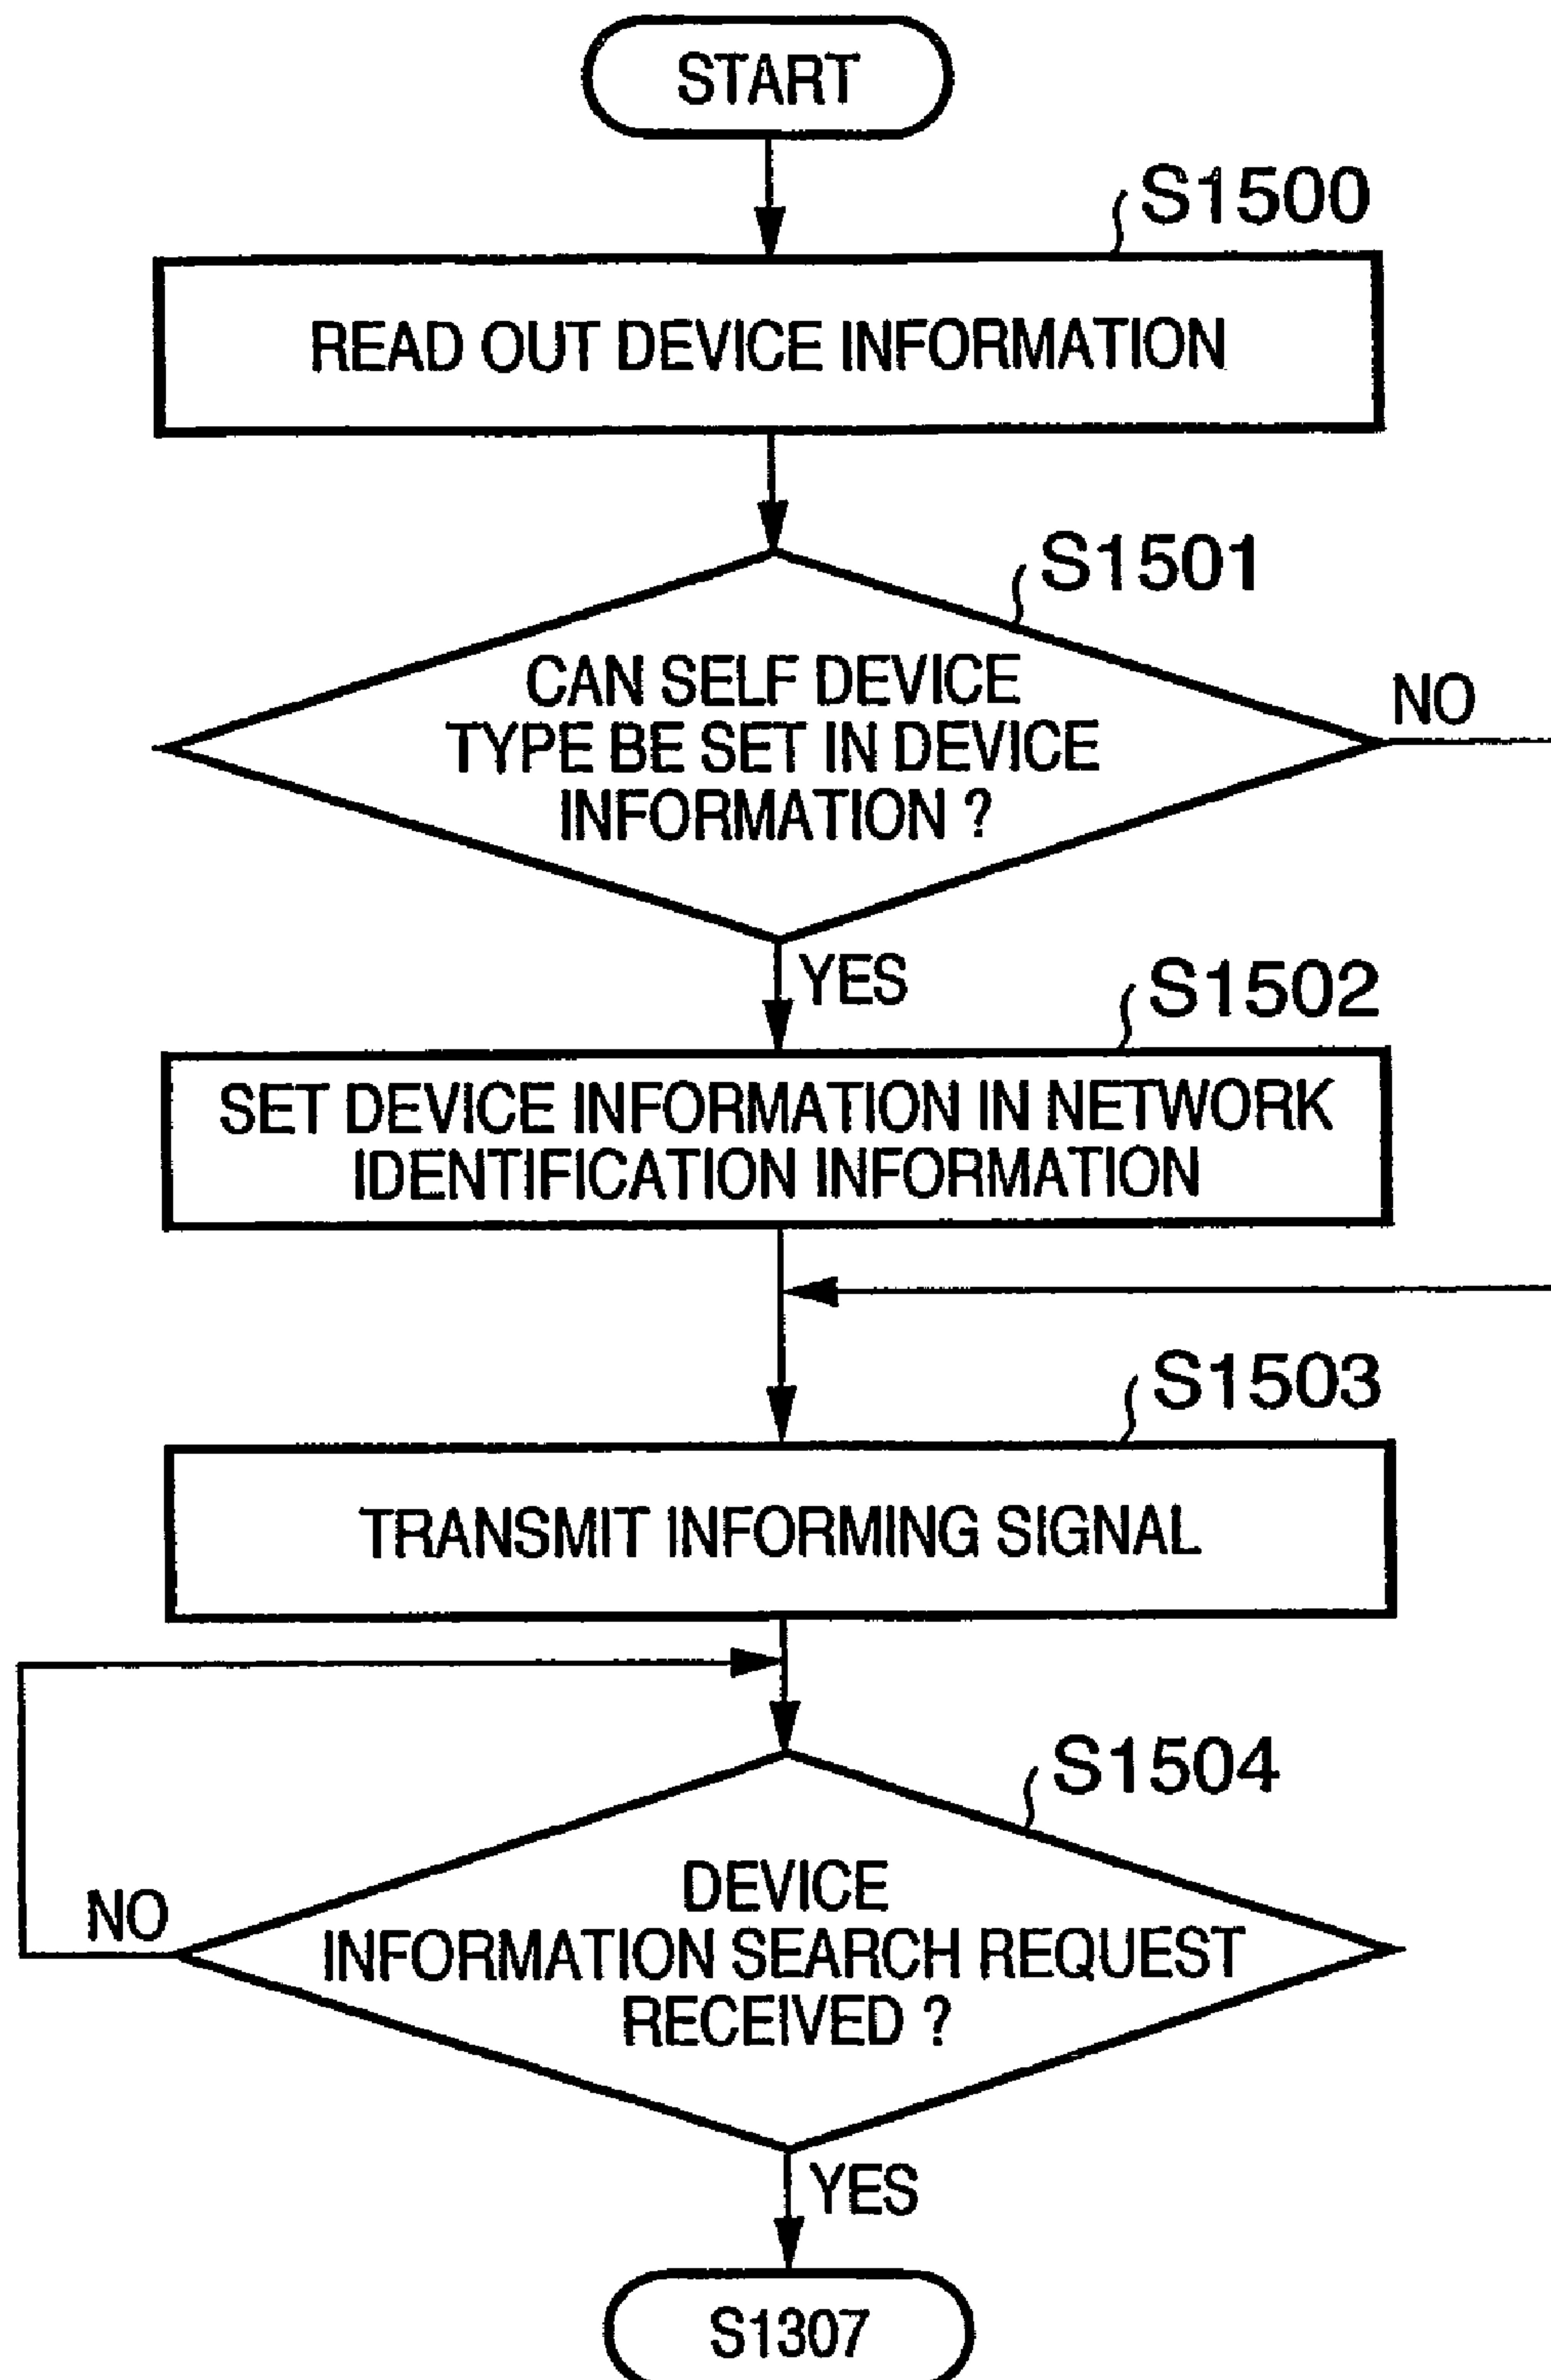 START
S1500
READ OUT DEVICE INFORMATION
S1501
CAN SELF DEVICE
TYPE BE SET IN DEVICE
INFORMATION ?
NO
YES
S1502
SET DEVICE INFORMATION IN NETWORK
IDENTIFICATION INFORMATION
S1503
TRANSMIT INFORMING SIGNAL
S1504
DEVICE
INFORMATION SEARCH REQUEST
RECEIVED ?
NO
YES
S1307